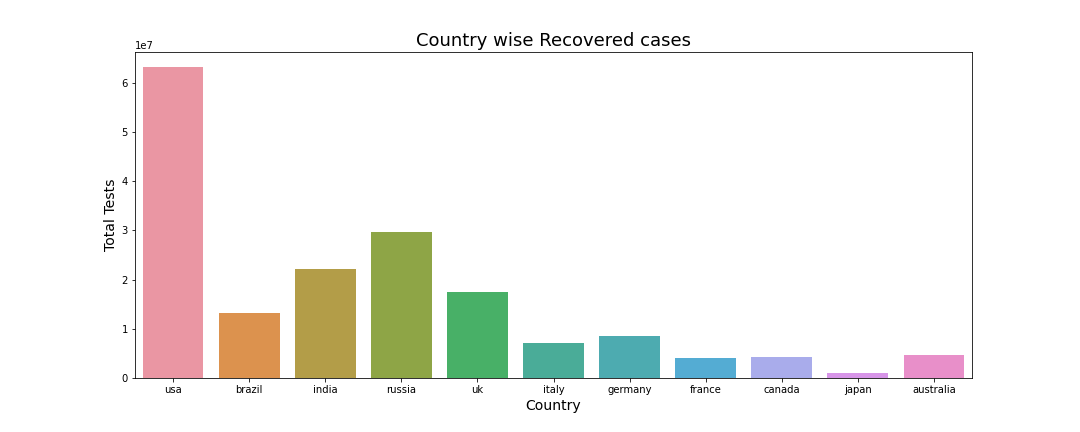 Country wise Recovered cases
1e7
6
5
4
3
2
1
0
Total Tests
usa brazil india russia uk italy germany france canada japan australia
Country